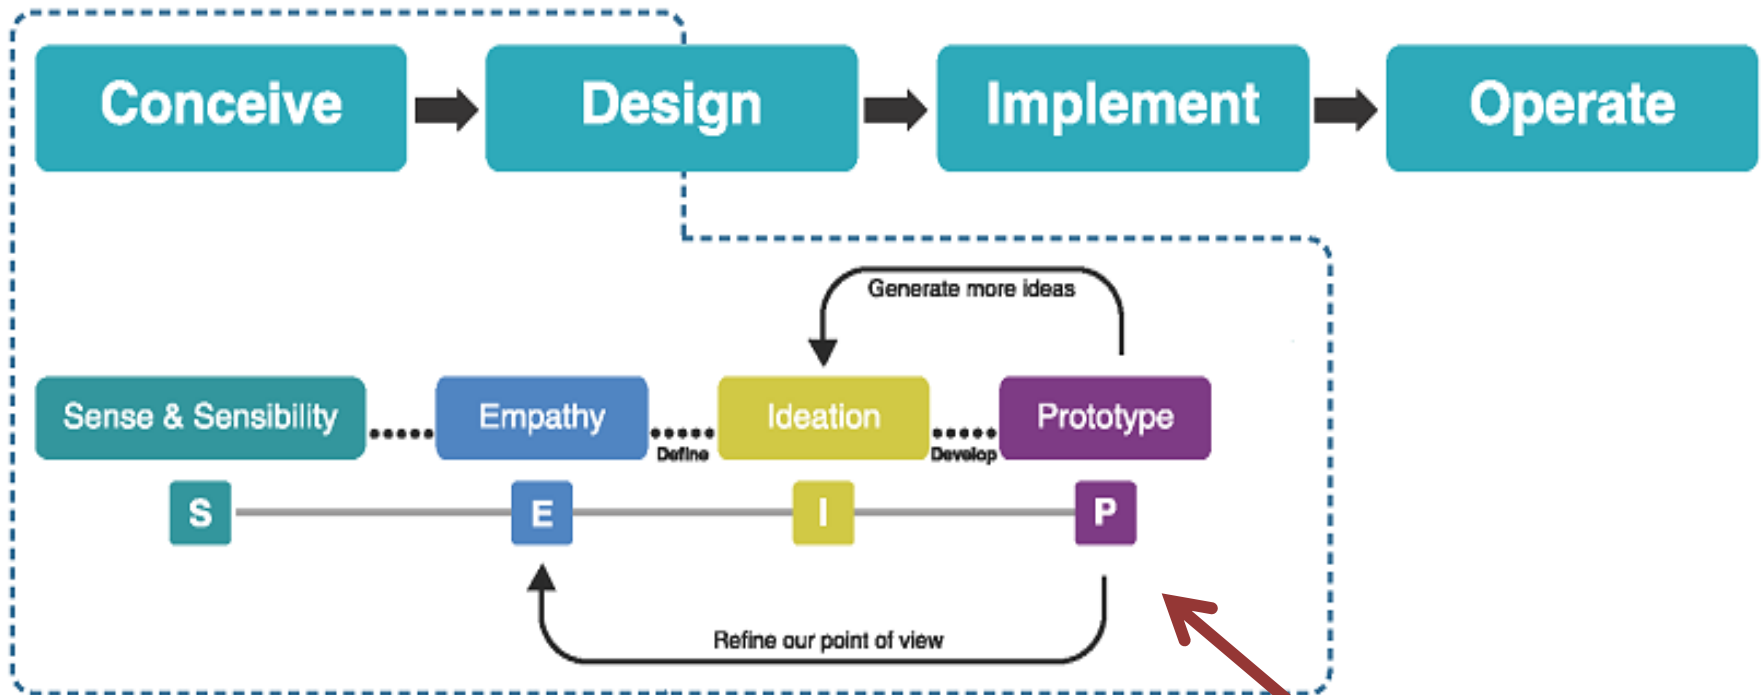 Conceive
Design
Implement
Operate
Generate more ideas
Sense & Sensibility
Empathy
Define
Ideation
Develop
Prototype
S
E
I
P
Refine our point of view